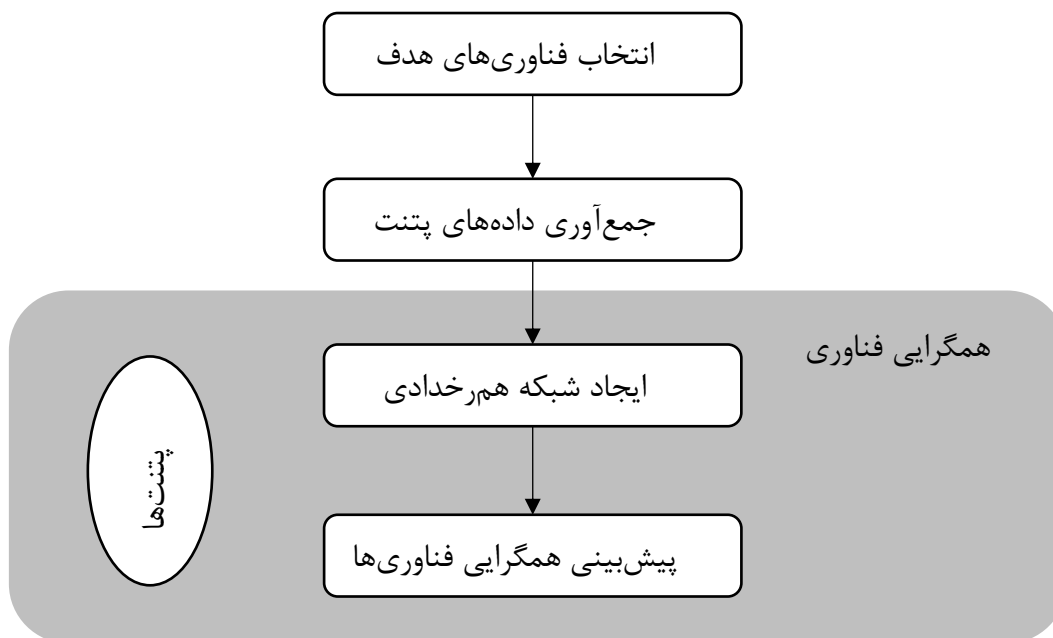 انتخاب فناوری‌های هدف
جمع‌آوری داده‌های پتنت
همگرایی فناوری
ایجاد شبکه هم‌رخدادی
پتنت‌ها
پیش‌بینی همگرایی فناوری‌ها